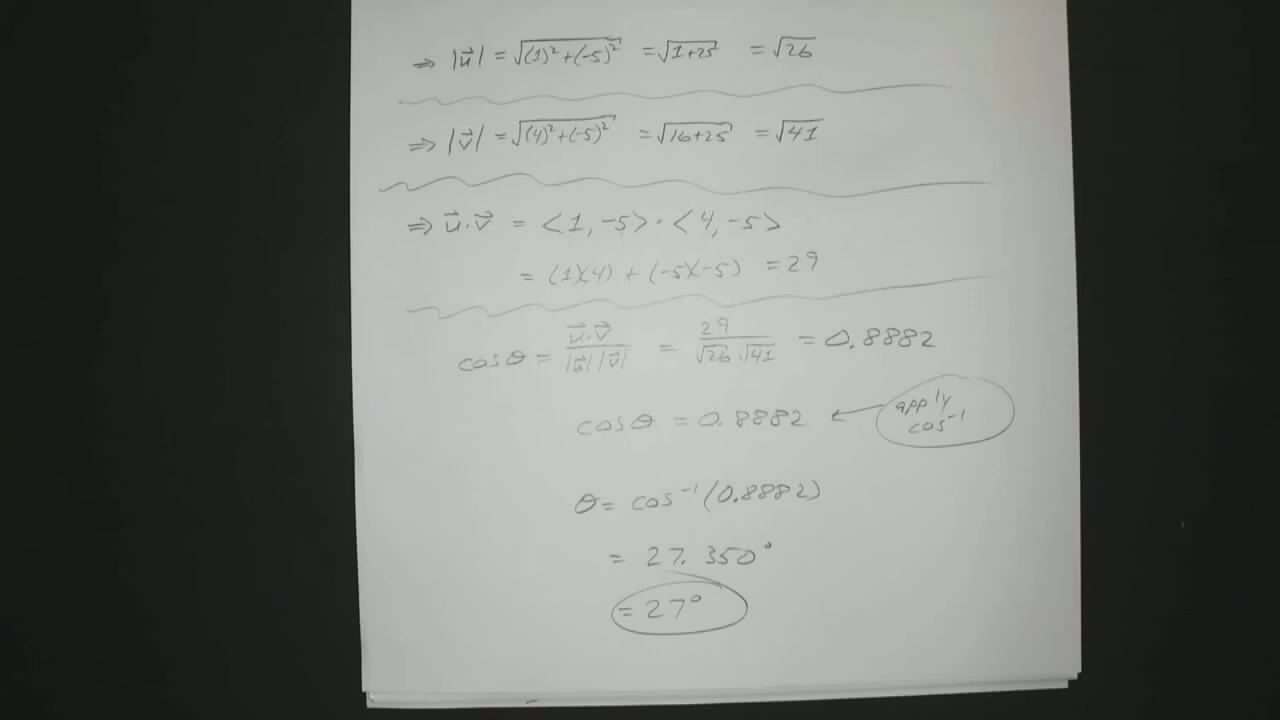 ⇒ |u⃗| = √((1)²+(-5)²) = √(1+25) = √26
⇒ |v⃗| = √((4)²+(-5)²) = √(16+25) = √41
⇒ u⃗·v⃗ = <1,-5>·<4,-5>
= (1)(4) + (-5)(-5) = 29
cosθ = u⃗·v⃗ / |u⃗| |v⃗| = 29 / √26 √41 = 0.8882
cosθ = 0.8882 ← apply
cos⁻¹
θ = cos⁻¹(0.8882)
= 27.350°
= 27°